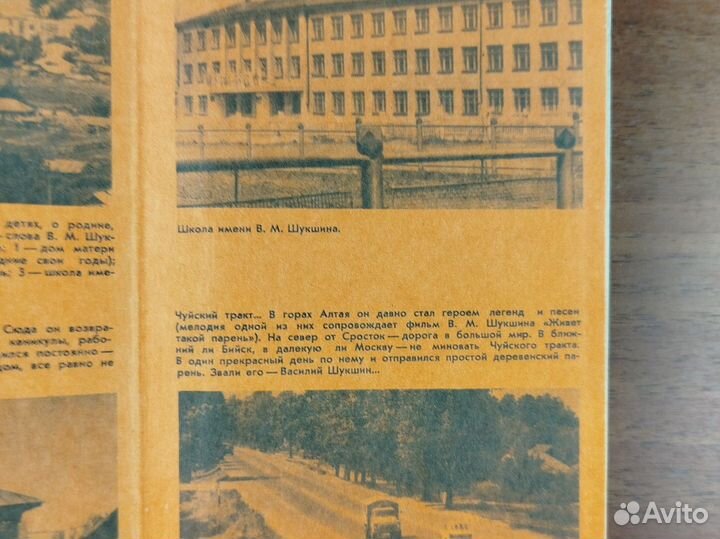 детях, о родине,
слова В. М. Шук-
ь; 1 — дом матери
дние свои годы);
ь; 3 — школа име-
Сюда он возвра-
каникулы, рабо-
ился постоянно —
дом, все равно не
Школа имени В. М. Шукшина.
Чуйский тракт... В горах Алтая он давно стал героем легенд и песен
(мелодия одной из них сопровождает фильм В. М. Шукшина «Живет
такой парень»). На север от Сросток — дорога в большой мир. В ближ-
ний ли Бийск, в далекую ли Москву — не миновать Чуйского тракта.
В один прекрасный день по нему и отправился простой деревенский па-
рень. Звали его — Василий Шукшин...
Avito